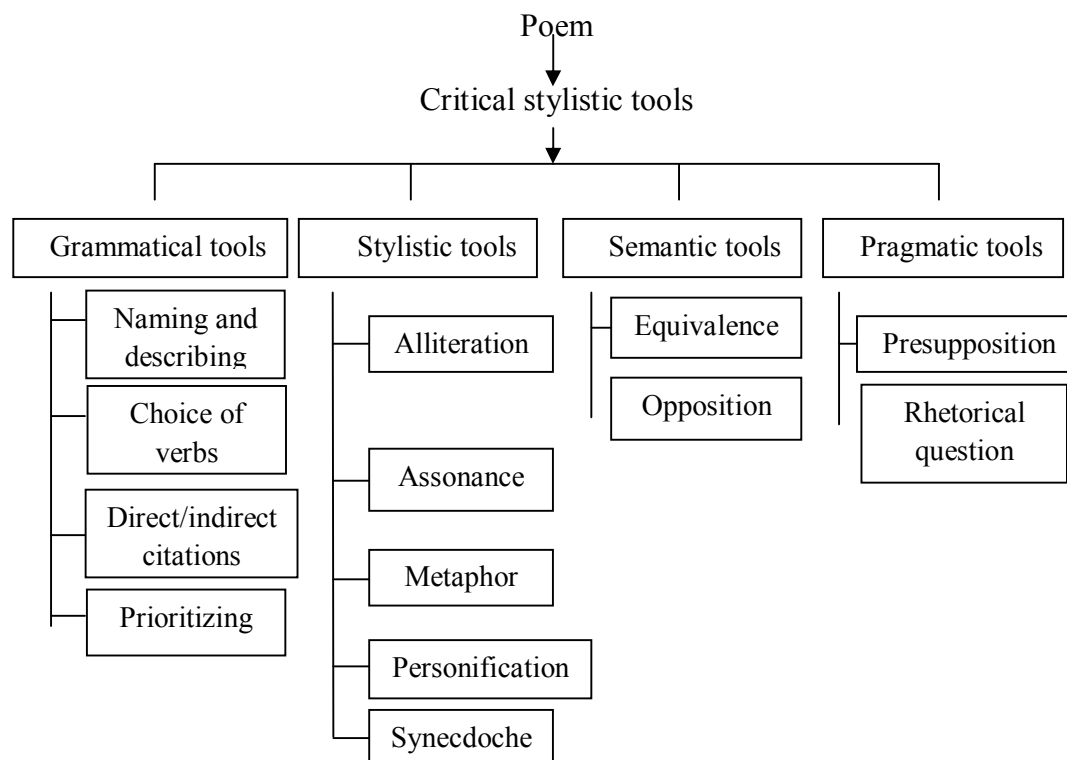 Poem
Critical stylistic tools
Grammatical tools
Stylistic tools
Semantic tools
Pragmatic tools
Naming and
describing
Choice of
verbs
Direct/indirect
citations
Prioritizing
Alliteration
Assonance
Metaphor
Personification
Synecdoche
Equivalence
Opposition
Presupposition
Rhetorical
question